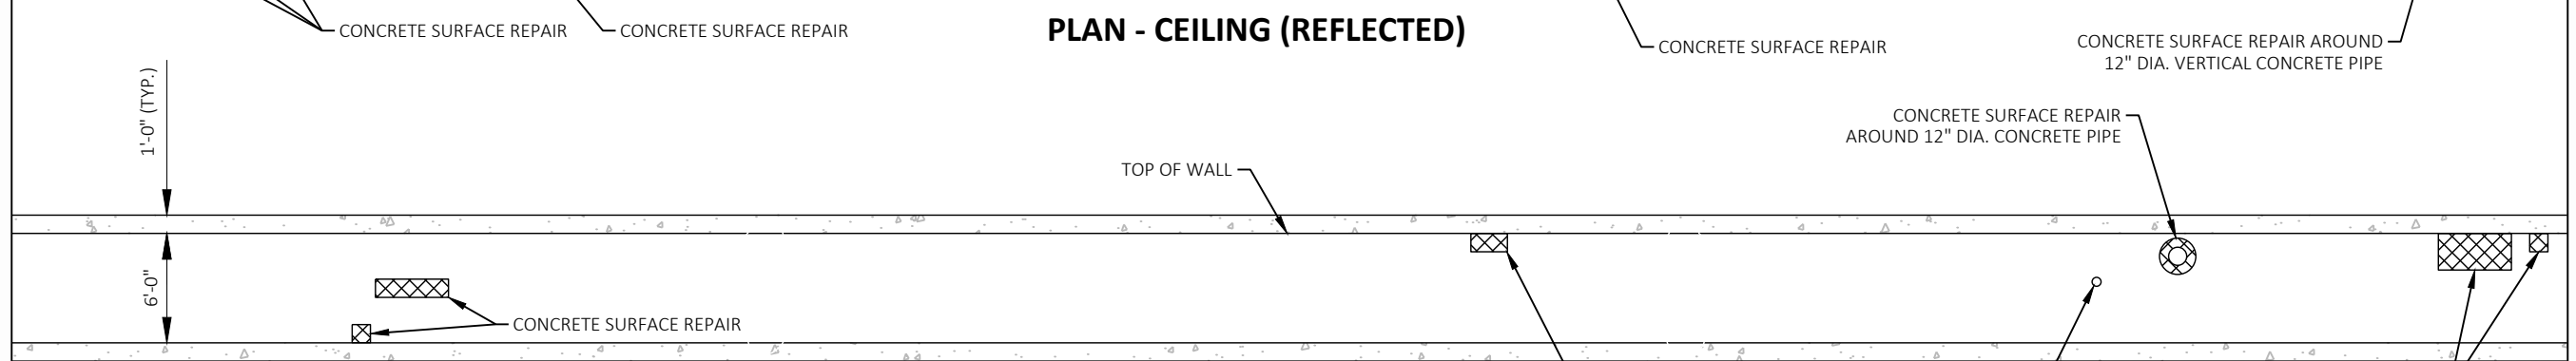 CONCRETE SURFACE REPAIR
CONCRETE SURFACE REPAIR
PLAN - CEILING (REFLECTED)
CONCRETE SURFACE REPAIR
CONCRETE SURFACE REPAIR AROUND
12" DIA. VERTICAL CONCRETE PIPE
1'-0" (TYP.)
CONCRETE SURFACE REPAIR
AROUND 12" DIA. CONCRETE PIPE
TOP OF WALL
6'-0"
CONCRETE SURFACE REPAIR